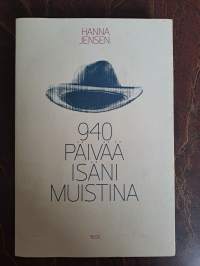 HANNA
JENSEN
940
PÄIVÄÄ
ISÄNI
MUISTINA